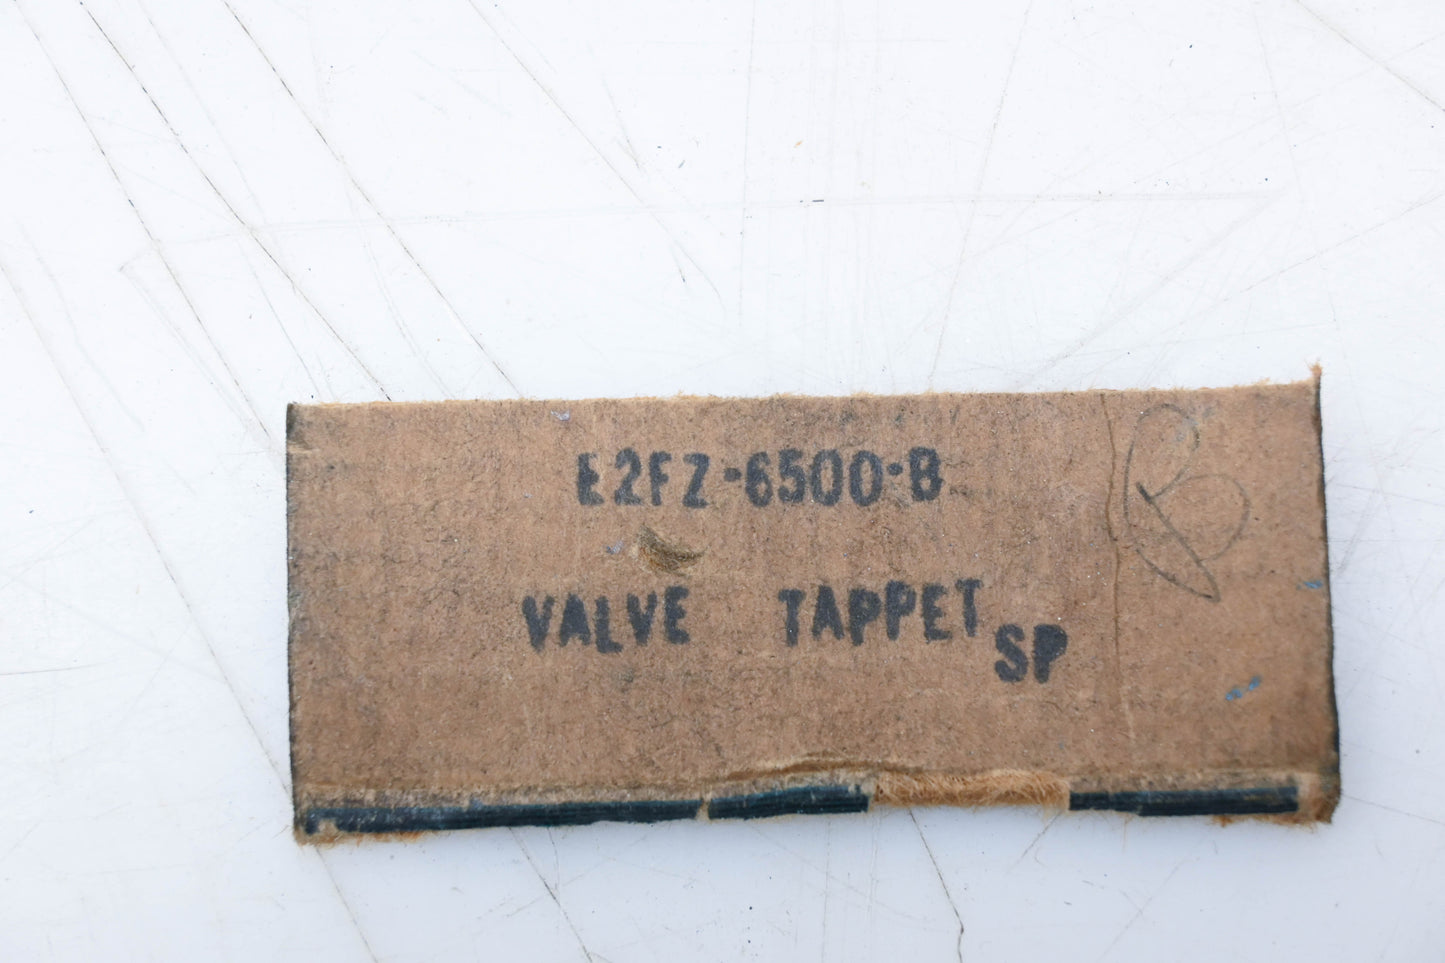 E2FZ-6500-B
VALVE TAPPET
SP
B